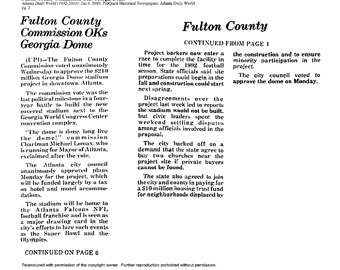 Atlanta Daily World (1932-2003); Jun 9, 1989; ProQuest Historical Newspapers: Atlanta Daily World
pg. 1
Fulton County
Commission OKs
Georgia Dome
(UPI)—The Fulton County
Commission voted unanimously
Wednesday to approve the $210
million Georgia Dome stadium
project in downtown Atlanta.
The commission vote was the
last political milestone in a four-
year battle to build the new
covered stadium next to the
Georgia World Congress Center
convention complex.
"The dome is done, long live
the dome!" commission
Chariman Michael Lomax, who
is running for Mayor of Atlanta,
exclaimed after the vote.
The Atlanta city council
unanimously approved plans
Monday for the project, which
will be funded largely by a tax
on hotel and motel accommo-
dations.
The stadium will be home to
the Atlanta Falcons NFL
football franchise and is seen as
a major drawing card in the
city's efforts to lure such events
as the Super Bowl and the
Olympics.
CONTINUED ON PAGE 6
Fulton County
CONTINUED FROM PAGE 1
Project backers now enter a
race to complete the facility in
time for the 1992 football
season. State officials said site
preparations could begin in the
fall and construction could start
next spring.
Disagreements over the
project last week led to reports
the stadium would not be built,
but civic leaders spent the
weekend settling disputes
among officials involved in the
proposal.
The city backed off on a
demand that the state agree to
buy two churches near the
project site if private buyers
cannot be found.
The state also agreed to join
the city and county in paying for
a $10 million housing trust fund
for neighborhoods displaced by
the construction and to ensure
minority participation in the
project.
The city council voted to
approve the dome on Monday.
Reproduced with permission of the copyright owner. Further reproduction prohibited without permission.